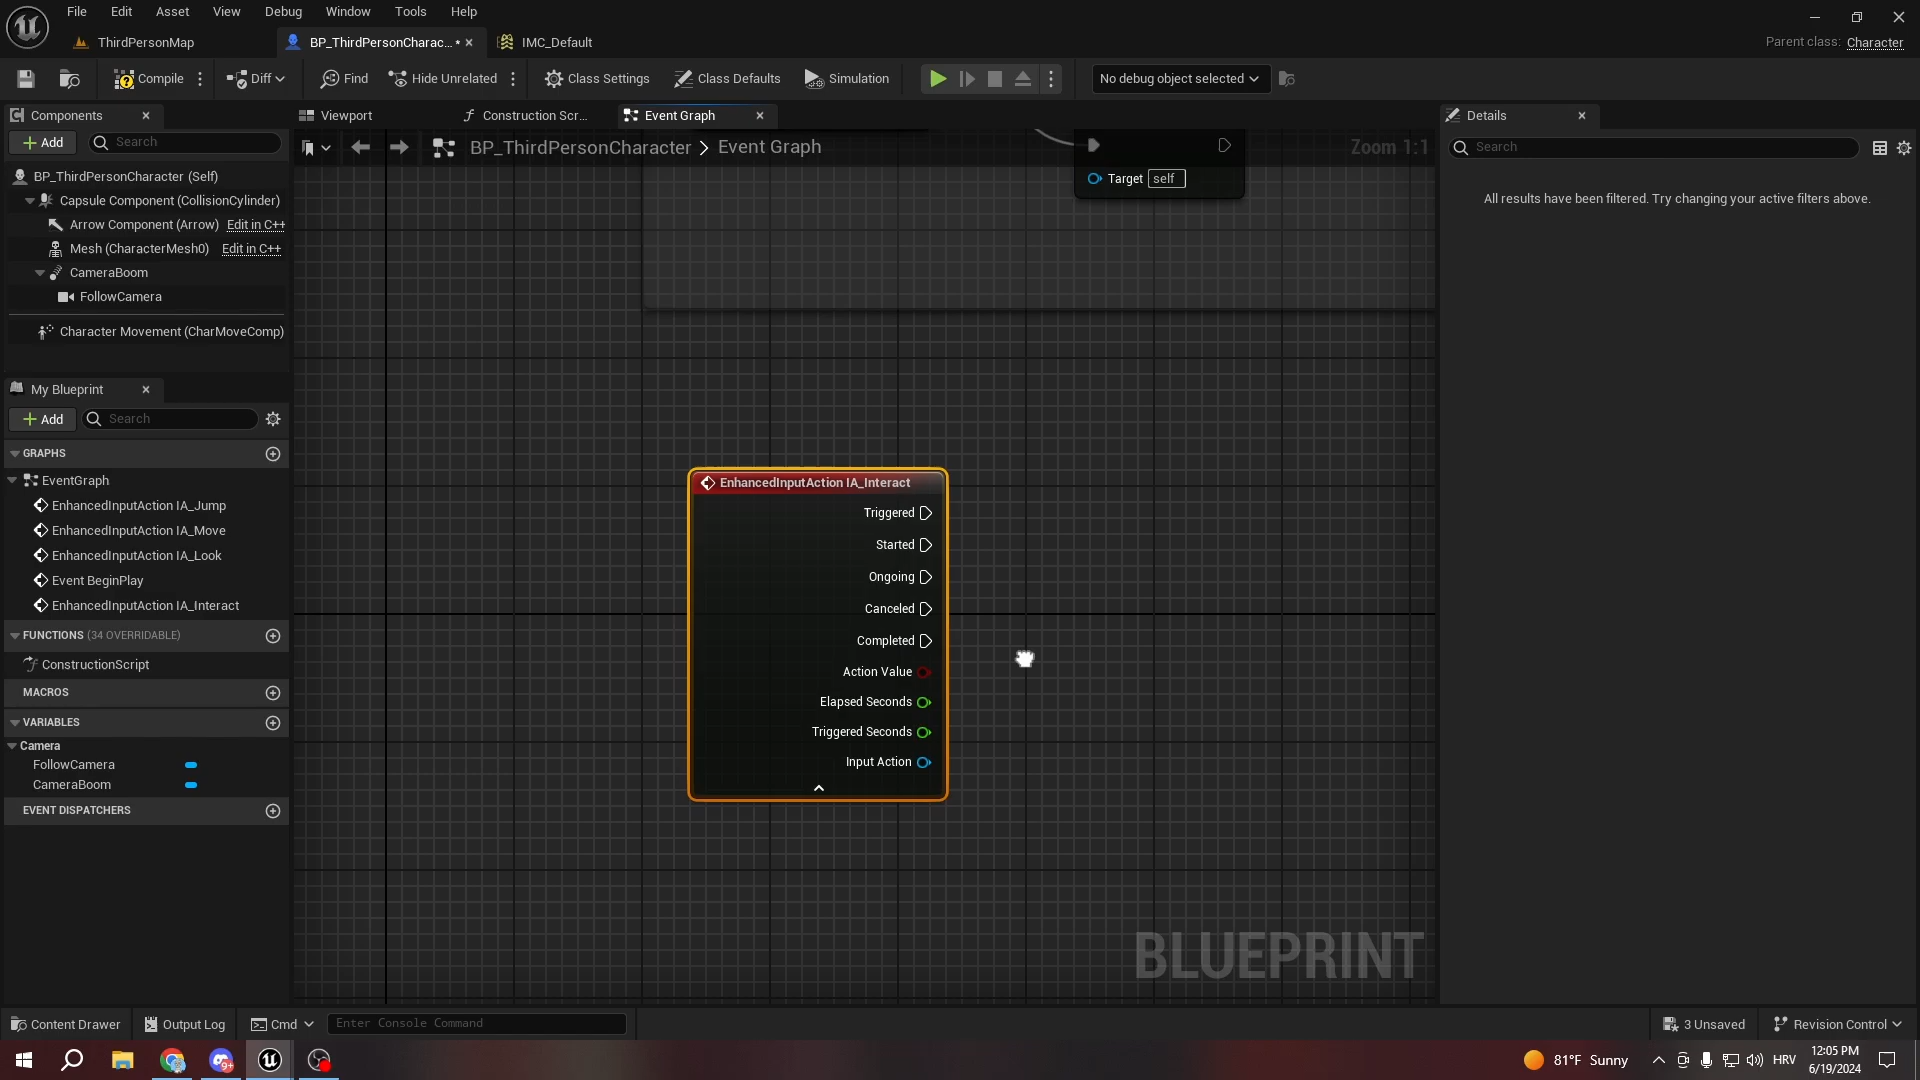 File Edit Asset View Debug Window Tools Help
ThirdPersonMap BP_ThirdPersonCharac... • IMC_Default Parent class: Character
Compile Diff Find Hide Unrelated Class Settings Class Defaults Simulation No debug object selected
Components Viewport Construction Scr... Event Graph Details
Add Search BP_ThirdPersonCharacter > Event Graph Zoom 1:1 Search
BP_ThirdPersonCharacter (Self)
Capsule Component (CollisionCylinder)
Arrow Component (Arrow) Edit in C++
Mesh (CharacterMesh0) Edit in C++
CameraBoom
FollowCamera
Character Movement (CharMoveComp)
Target self
All results have been filtered. Try changing your active filters above.
My Blueprint
Add Search
GRAPHS
EventGraph
EnhancedInputAction IA_Jump
EnhancedInputAction IA_Move
EnhancedInputAction IA_Look
Event BeginPlay
EnhancedInputAction IA_Interact
FUNCTIONS (34 OVERRIDABLE)
ConstructionScript
MACROS
VARIABLES
Camera
FollowCamera
CameraBoom
EVENT DISPATCHERS
EnhancedInputAction IA_Interact
Triggered
Started
Ongoing
Canceled
Completed
Action Value
Elapsed Seconds
Triggered Seconds
Input Action
BLUEPRINT
Content Drawer Output Log Cmd Enter Console Command 3 Unsaved Revision Control
9+ 81°F Sunny HRV 12:05 PM
6/19/2024